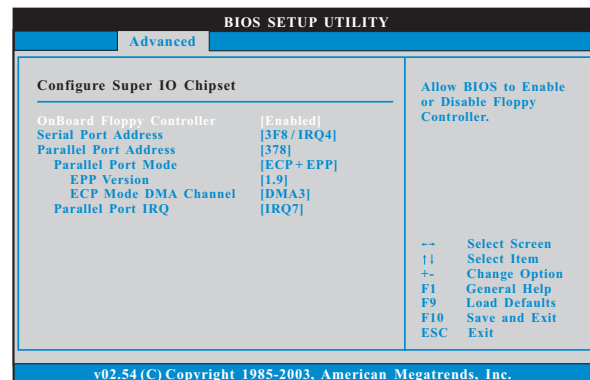 BIOS SETUP UTILITY
Advanced
Configure Super IO Chipset
OnBoard Floppy Controller [Enabled]
Serial Port Address [3F8 / IRQ4]
Parallel Port Address [378]
Parallel Port Mode [ECP + EPP]
EPP Version [1.9]
ECP Mode DMA Channel [DMA3]
Parallel Port IRQ [IRQ7]
Allow BIOS to Enable
or Disable Floppy
Controller.
←→ Select Screen
↑↓ Select Item
+- Change Option
F1 General Help
F9 Load Defaults
F10 Save and Exit
ESC Exit
v02.54 (C) Copyright 1985-2003, American Megatrends, Inc.